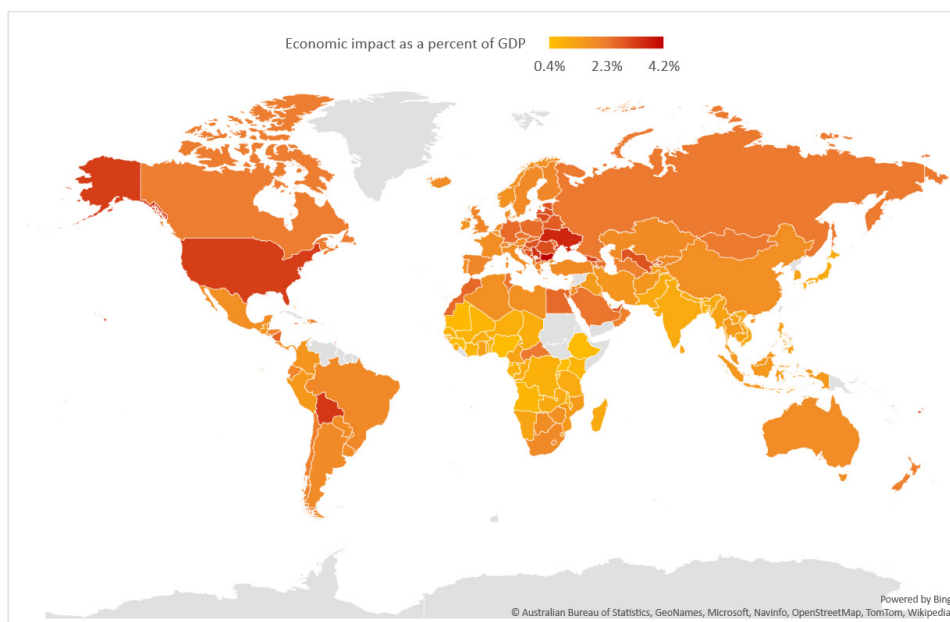 Economic impact as a percent of GDP
0.4% 2.3% 4.2%
Powered by Bing
© Australian Bureau of Statistics, GeoNames, Microsoft, Navinfo, OpenStreetMap, TomTom, Wikipedia